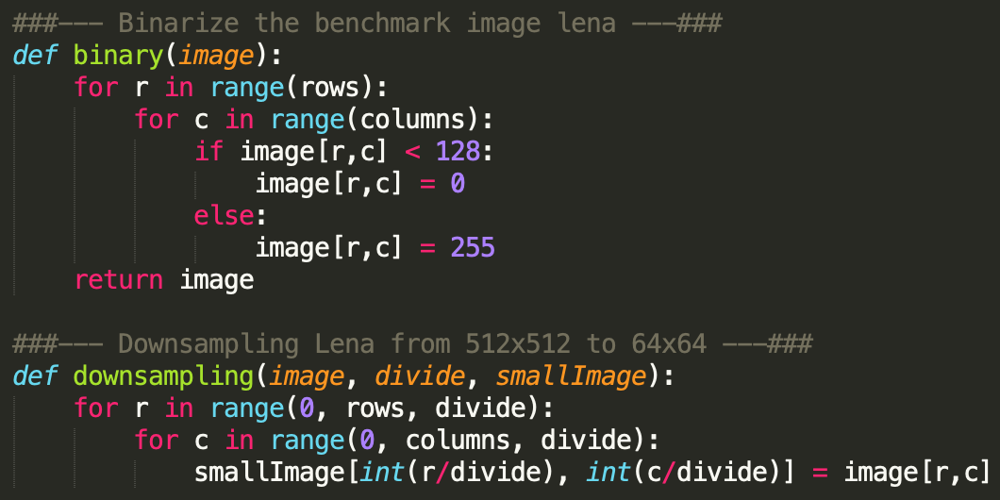 ###--- Binarize the benchmark image lena ---###
def binary(image):
    for r in range(rows):
        for c in range(columns):
            if image[r,c] < 128:
                image[r,c] = 0
            else:
                image[r,c] = 255
    return image

###--- Downsampling Lena from 512x512 to 64x64 ---###
def downsampling(image, divide, smallImage):
    for r in range(0, rows, divide):
        for c in range(0, columns, divide):
            smallImage[int(r/divide), int(c/divide)] = image[r,c]